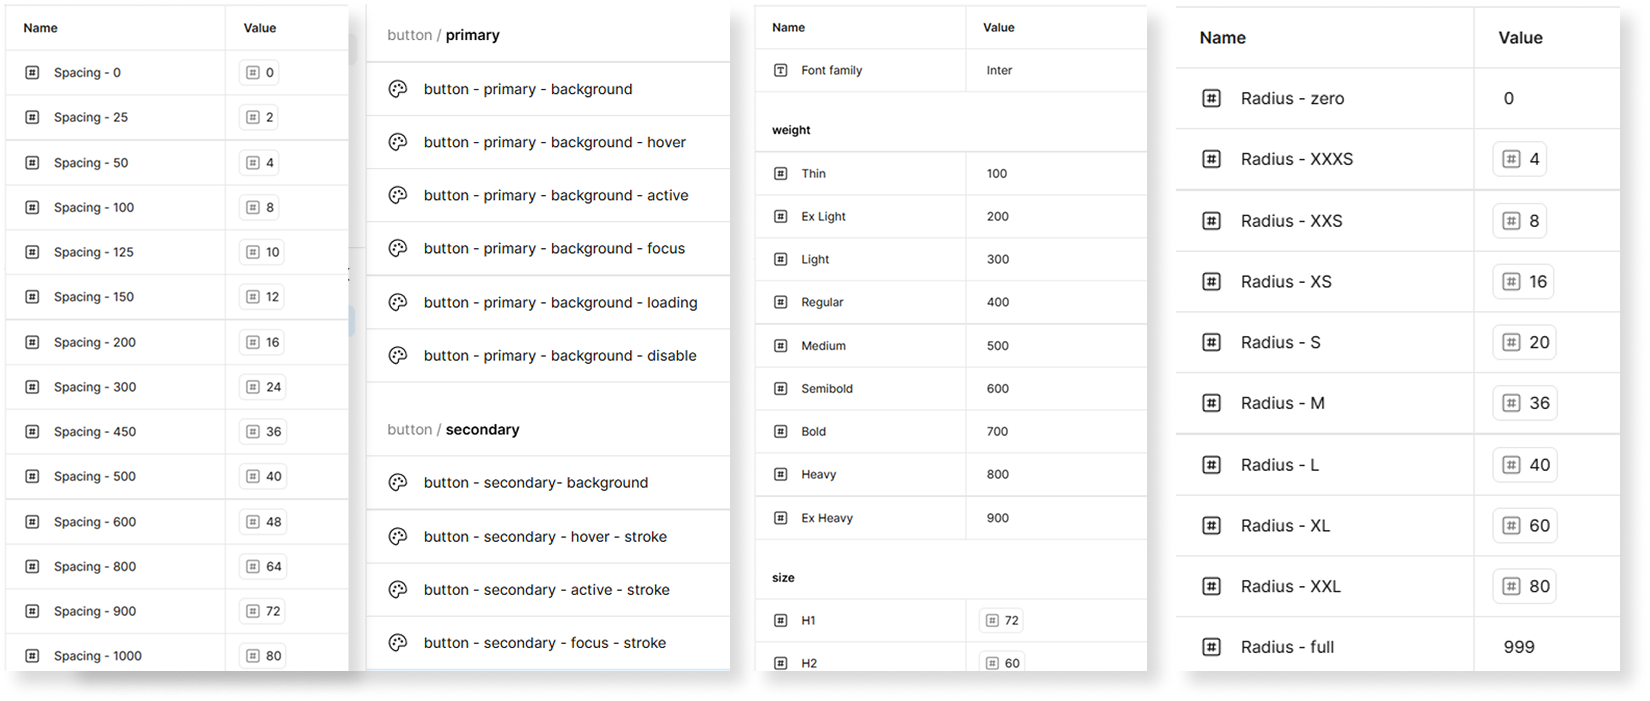 Name Value
Spacing - 0 0
Spacing - 25 2
Spacing - 50 4
Spacing - 100 8
Spacing - 125 10
Spacing - 150 12
Spacing - 200 16
Spacing - 300 24
Spacing - 450 36
Spacing - 500 40
Spacing - 600 48
Spacing - 800 64
Spacing - 900 72
Spacing - 1000 80
button / primary
button - primary - background
button - primary - background - hover
button - primary - background - active
button - primary - background - focus
button - primary - background - loading
button - primary - background - disable
button / secondary
button - secondary- background
button - secondary - hover - stroke
button - secondary - active - stroke
button - secondary - focus - stroke
Name Value
Font family Inter
weight
Thin 100
Ex Light 200
Light 300
Regular 400
Medium 500
Semibold 600
Bold 700
Heavy 800
Ex Heavy 900
size
H1 72
H2 60
Name Value
Radius - zero 0
Radius - XXXS 4
Radius - XXS 8
Radius - XS 16
Radius - S 20
Radius - M 36
Radius - L 40
Radius - XL 60
Radius - XXL 80
Radius - full 999